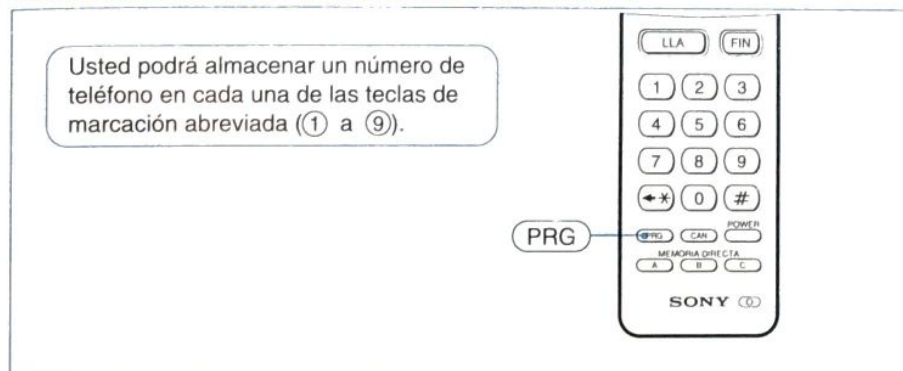 Usted podrá almacenar un número de
teléfono en cada una de las teclas de
marcación abreviada (① a ⑨).
LLA FIN
1 2 3
4 5 6
7 8 9
←* 0 #
POWER
PRG
PRG CAN
MEMORIA DIRECTA
A B C
SONY